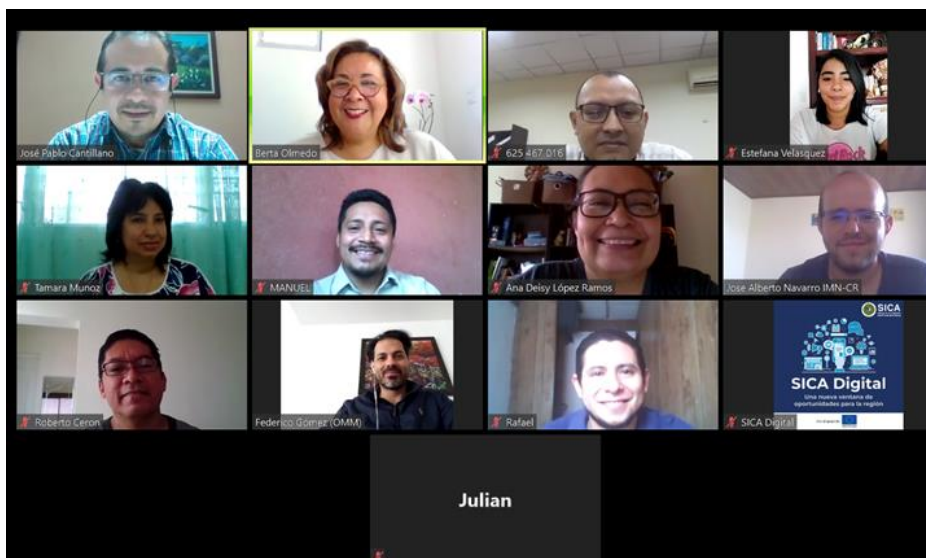 José Pablo Cantillano
Berta Olmedo
625 467 016
Estefana Velasquez
Tamara Munoz
MANUEL
Ana Deisy López Ramos
Jose Alberto Navarro IMN-CR
Roberto Ceron
Federico Gómez (OMM)
Rafael
SICA
SICA Digital
Una nueva ventana de
oportunidades para la región
SICA Digital
Julian